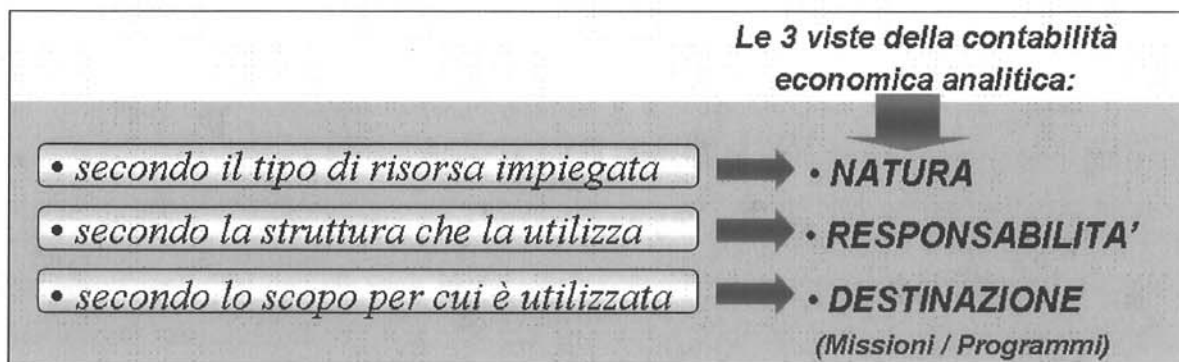 Le 3 viste della contabilità
economica analitica:
• secondo il tipo di risorsa impiegata
• NATURA
• secondo la struttura che la utilizza
• RESPONSABILITA'
• secondo lo scopo per cui è utilizzata
• DESTINAZIONE
(Missioni / Programmi)